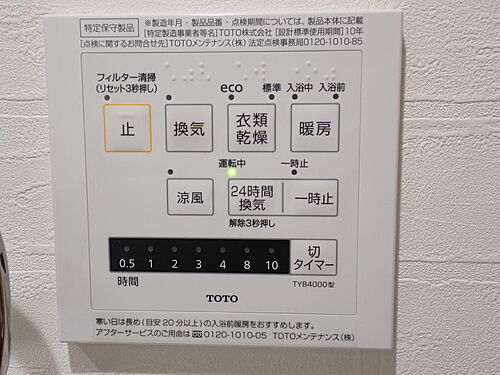 特定保守製品
※製造年月・製品品番・点検期間については、製品本体に記載
[特定製造事業者等名]TOTO株式会社 [設計標準使用期間]10年
[点検に関するお問合せ先]TOTOメンテナンス(株) 法定点検事務局0120-1010-85
フィルター清掃
(リセット3秒押し)
eco
標準
入浴中
入浴前
止
換気
衣類
乾燥
暖房
運転中
一時止
涼風
24時間
換気
一時止
解除3秒押し
0.5 1 2 3 4 8 10
時間
切
タイマー
TYB4000型
TOTO
寒い日は長め(目安20分以上)の入浴前暖房をおすすめします。
アフターサービスのご用命は 0120-1010-05 TOTOメンテナンス(株)